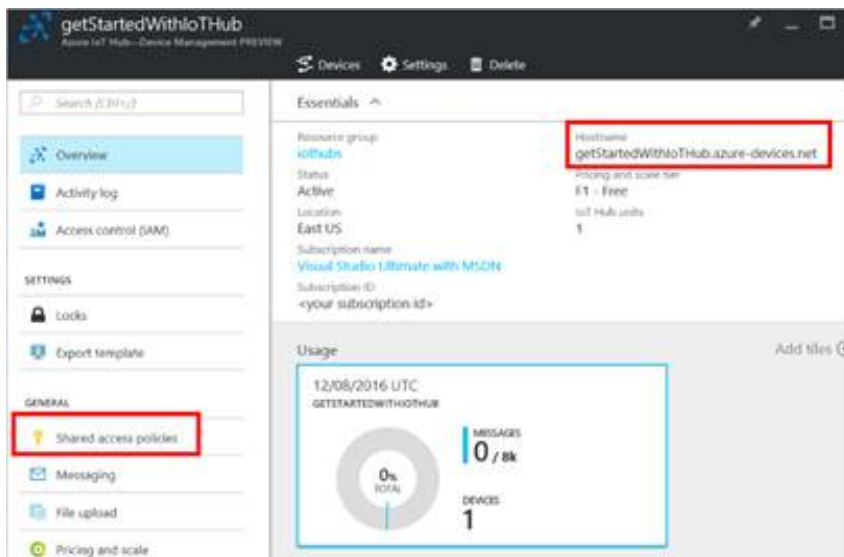 getStartedWithIoTHub
Azure IoT Hub - Device Management PREVIEW
Devices Settings Delete
Search (Ctrl+/)
Overview
Activity log
Access control (IAM)
SETTINGS
Locks
Export template
GENERAL
Shared access policies
Messaging
File upload
Pricing and scale
Essentials
Resource group
iothubs
Status
Active
Location
East US
Subscription name
Visual Studio Ultimate with MSDN
Subscription ID
<your subscription id>
Hostname
getStartedWithIoTHub.azure-devices.net
Pricing and scale tier
F1 - Free
IoT Hub units
1
Usage
Add tiles
12/08/2016 UTC
GETSTARTEDWITHIOTHUB
0%
TOTAL
MESSAGES
0 / 8k
DEVICES
1